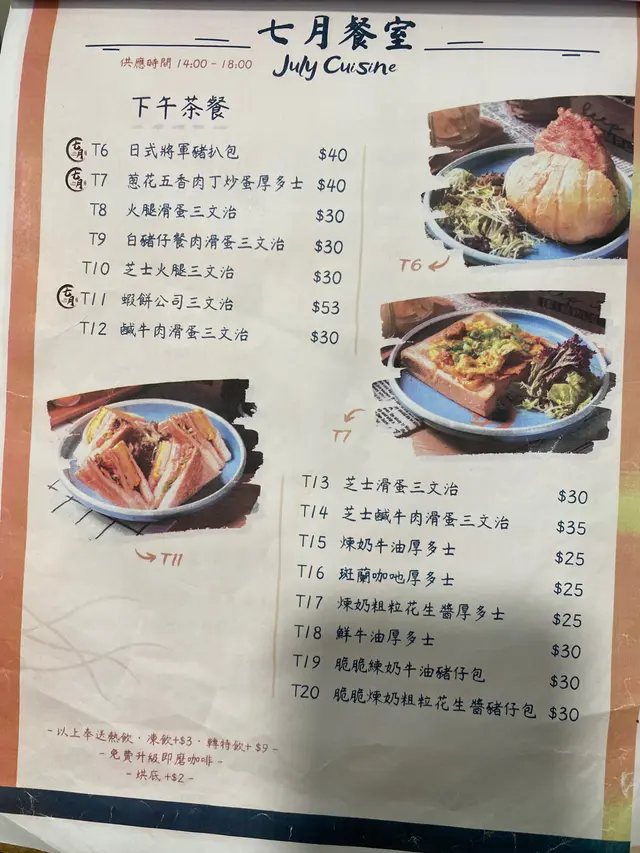 七月餐室
July Cuisine
供應時間 14:00 - 18:00
下午茶餐
T6 日式將軍豬扒包 $40
T7 蔥花五香肉丁炒蛋厚多士 $40
T8 火腿滑蛋三文治 $30
T9 白豬仔餐肉滑蛋三文治 $30
T10 芝士火腿三文治 $30
T11 蝦餅公司三文治 $53
T12 鹹牛肉滑蛋三文治 $30
T6
T7
T11
T13 芝士滑蛋三文治 $30
T14 芝士鹹牛肉滑蛋三文治 $35
T15 煉奶牛油厚多士 $25
T16 斑蘭咖吔厚多士 $25
T17 煉奶粗粒花生醬厚多士 $25
T18 鮮牛油厚多士 $30
T19 脆脆練奶牛油豬仔包 $30
T20 脆脆煉奶粗粒花生醬豬仔包 $30
- 以上奉送熱飲 · 凍飲+$3 · 轉特飲+ $9 -
- 免費升級即磨咖啡 -
- 烘底 +$2 -